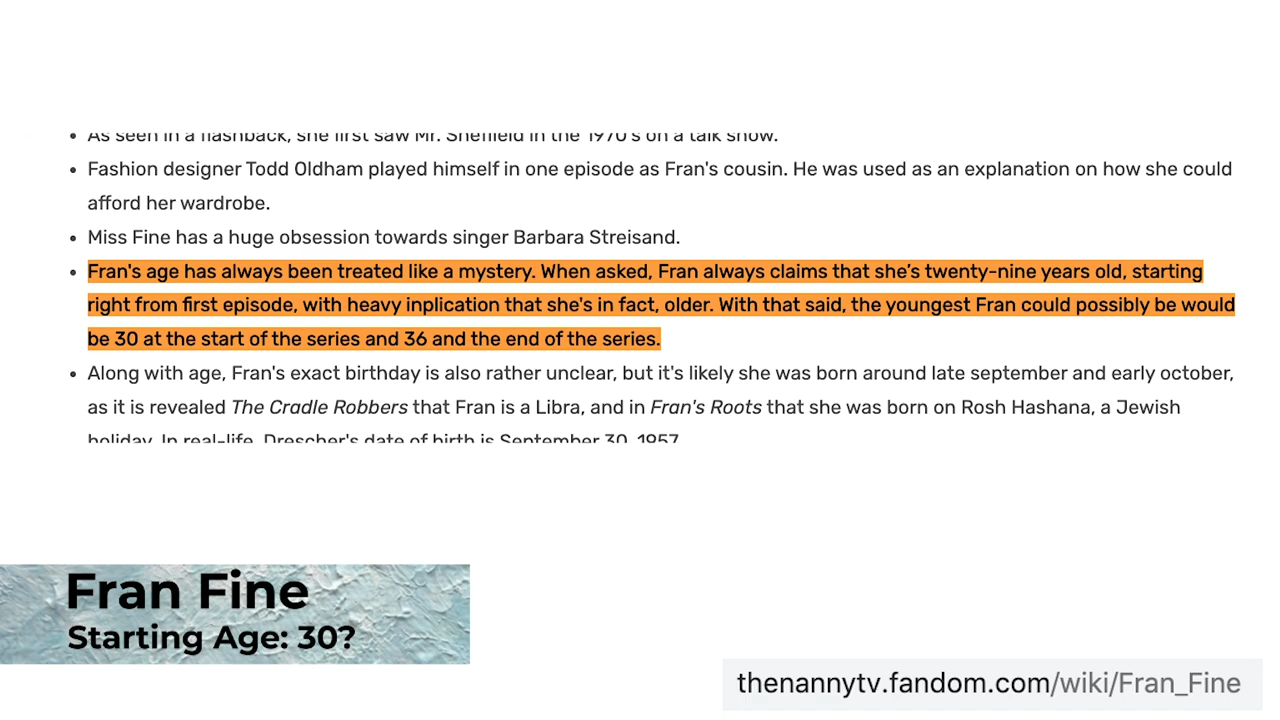 • As seen in a flashback, she first saw Mr. Sheffield in the 1970's on a talk show.
• Fashion designer Todd Oldham played himself in one episode as Fran's cousin. He was used as an explanation on how she could
afford her wardrobe.
• Miss Fine has a huge obsession towards singer Barbara Streisand.
• Fran's age has always been treated like a mystery. When asked, Fran always claims that she's twenty-nine years old, starting
right from first episode, with heavy inplication that she's in fact, older. With that said, the youngest Fran could possibly be would
be 30 at the start of the series and 36 and the end of the series.
• Along with age, Fran's exact birthday is also rather unclear, but it's likely she was born around late september and early october,
as it is revealed The Cradle Robbers that Fran is a Libra, and in Fran's Roots that she was born on Rosh Hashana, a Jewish
holiday. In real-life, Drescher's date of birth is September 30, 1957.
Fran Fine
Starting Age: 30?
thenannytv.fandom.com/wiki/Fran_Fine